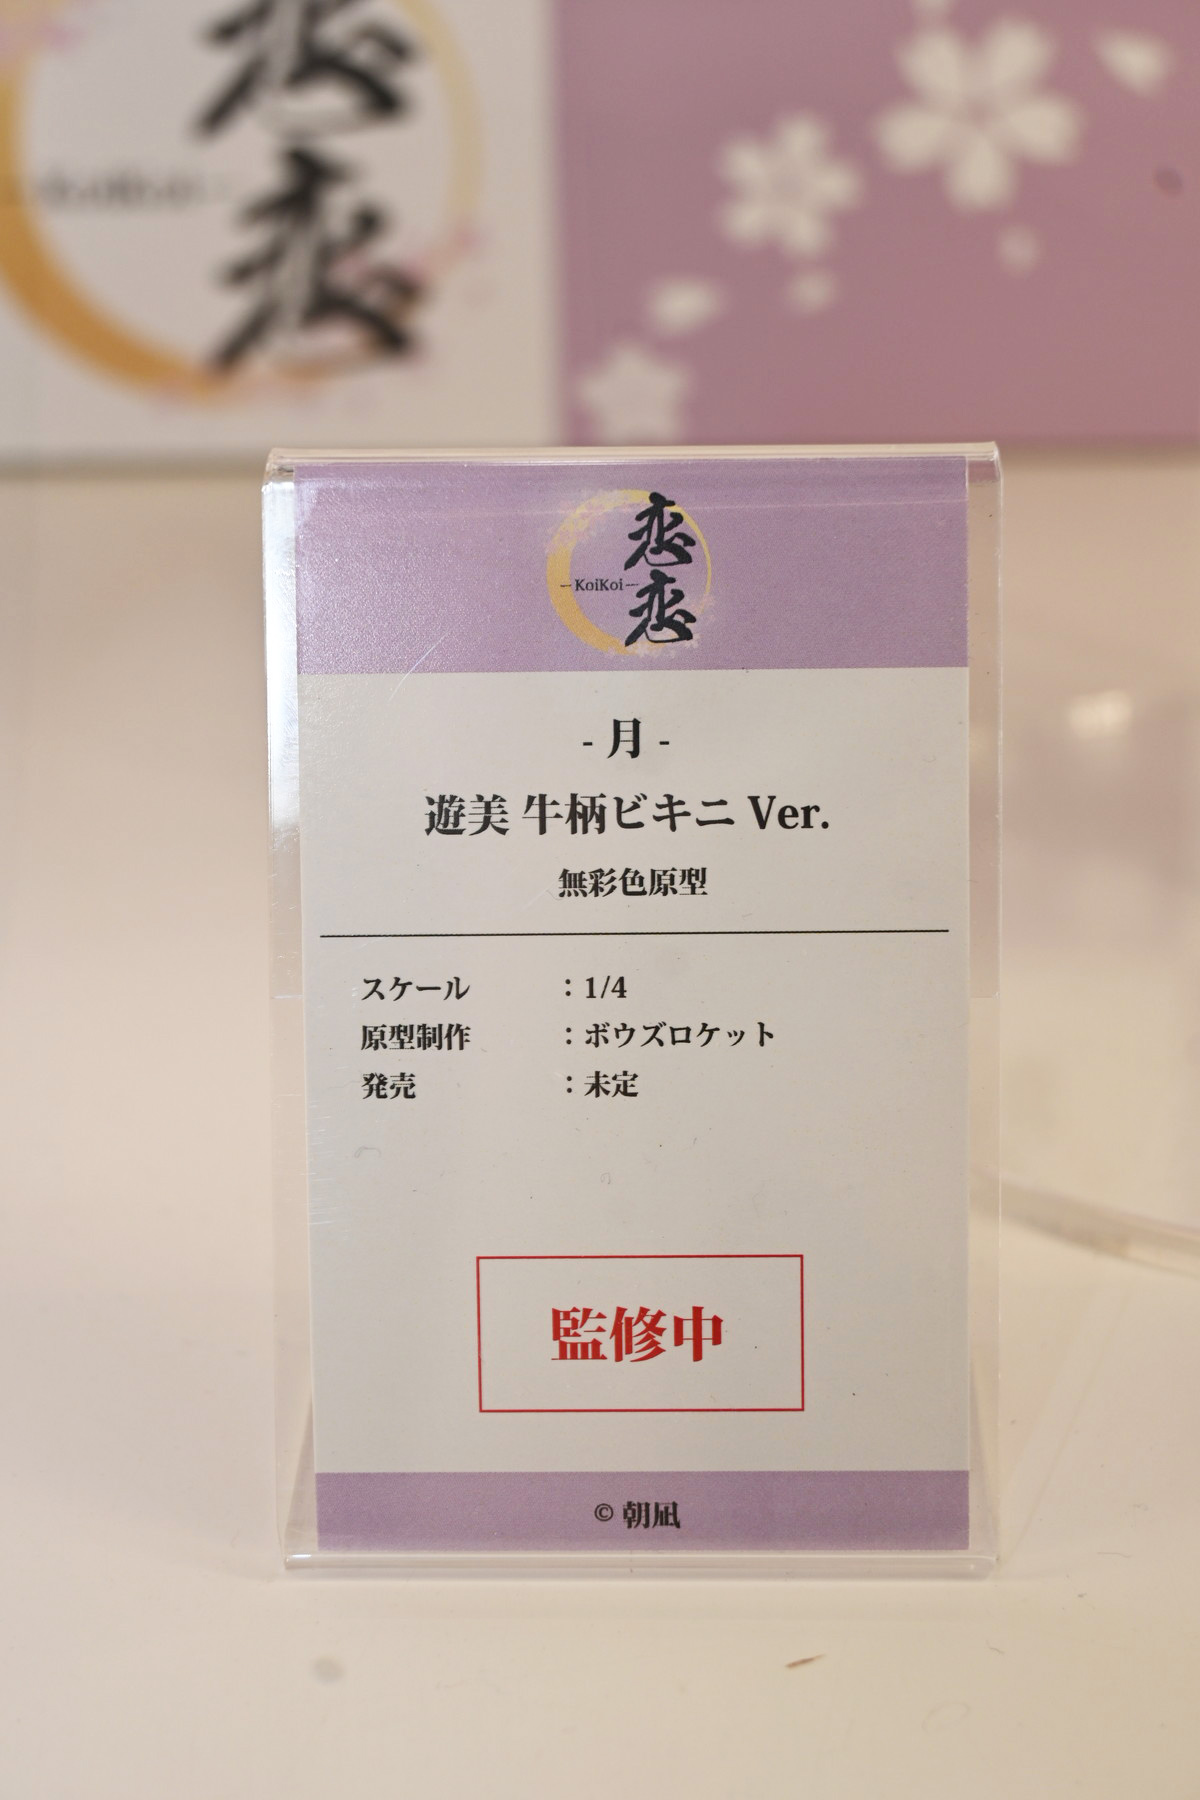 恋
恋
恋
恋
-KoiKoi-
- 月 -
遊美 牛柄ビキニ Ver.
無彩色原型
スケール : 1/4
原型制作 : ボウズロケット
発売 : 未定
監修中
© 朝凪